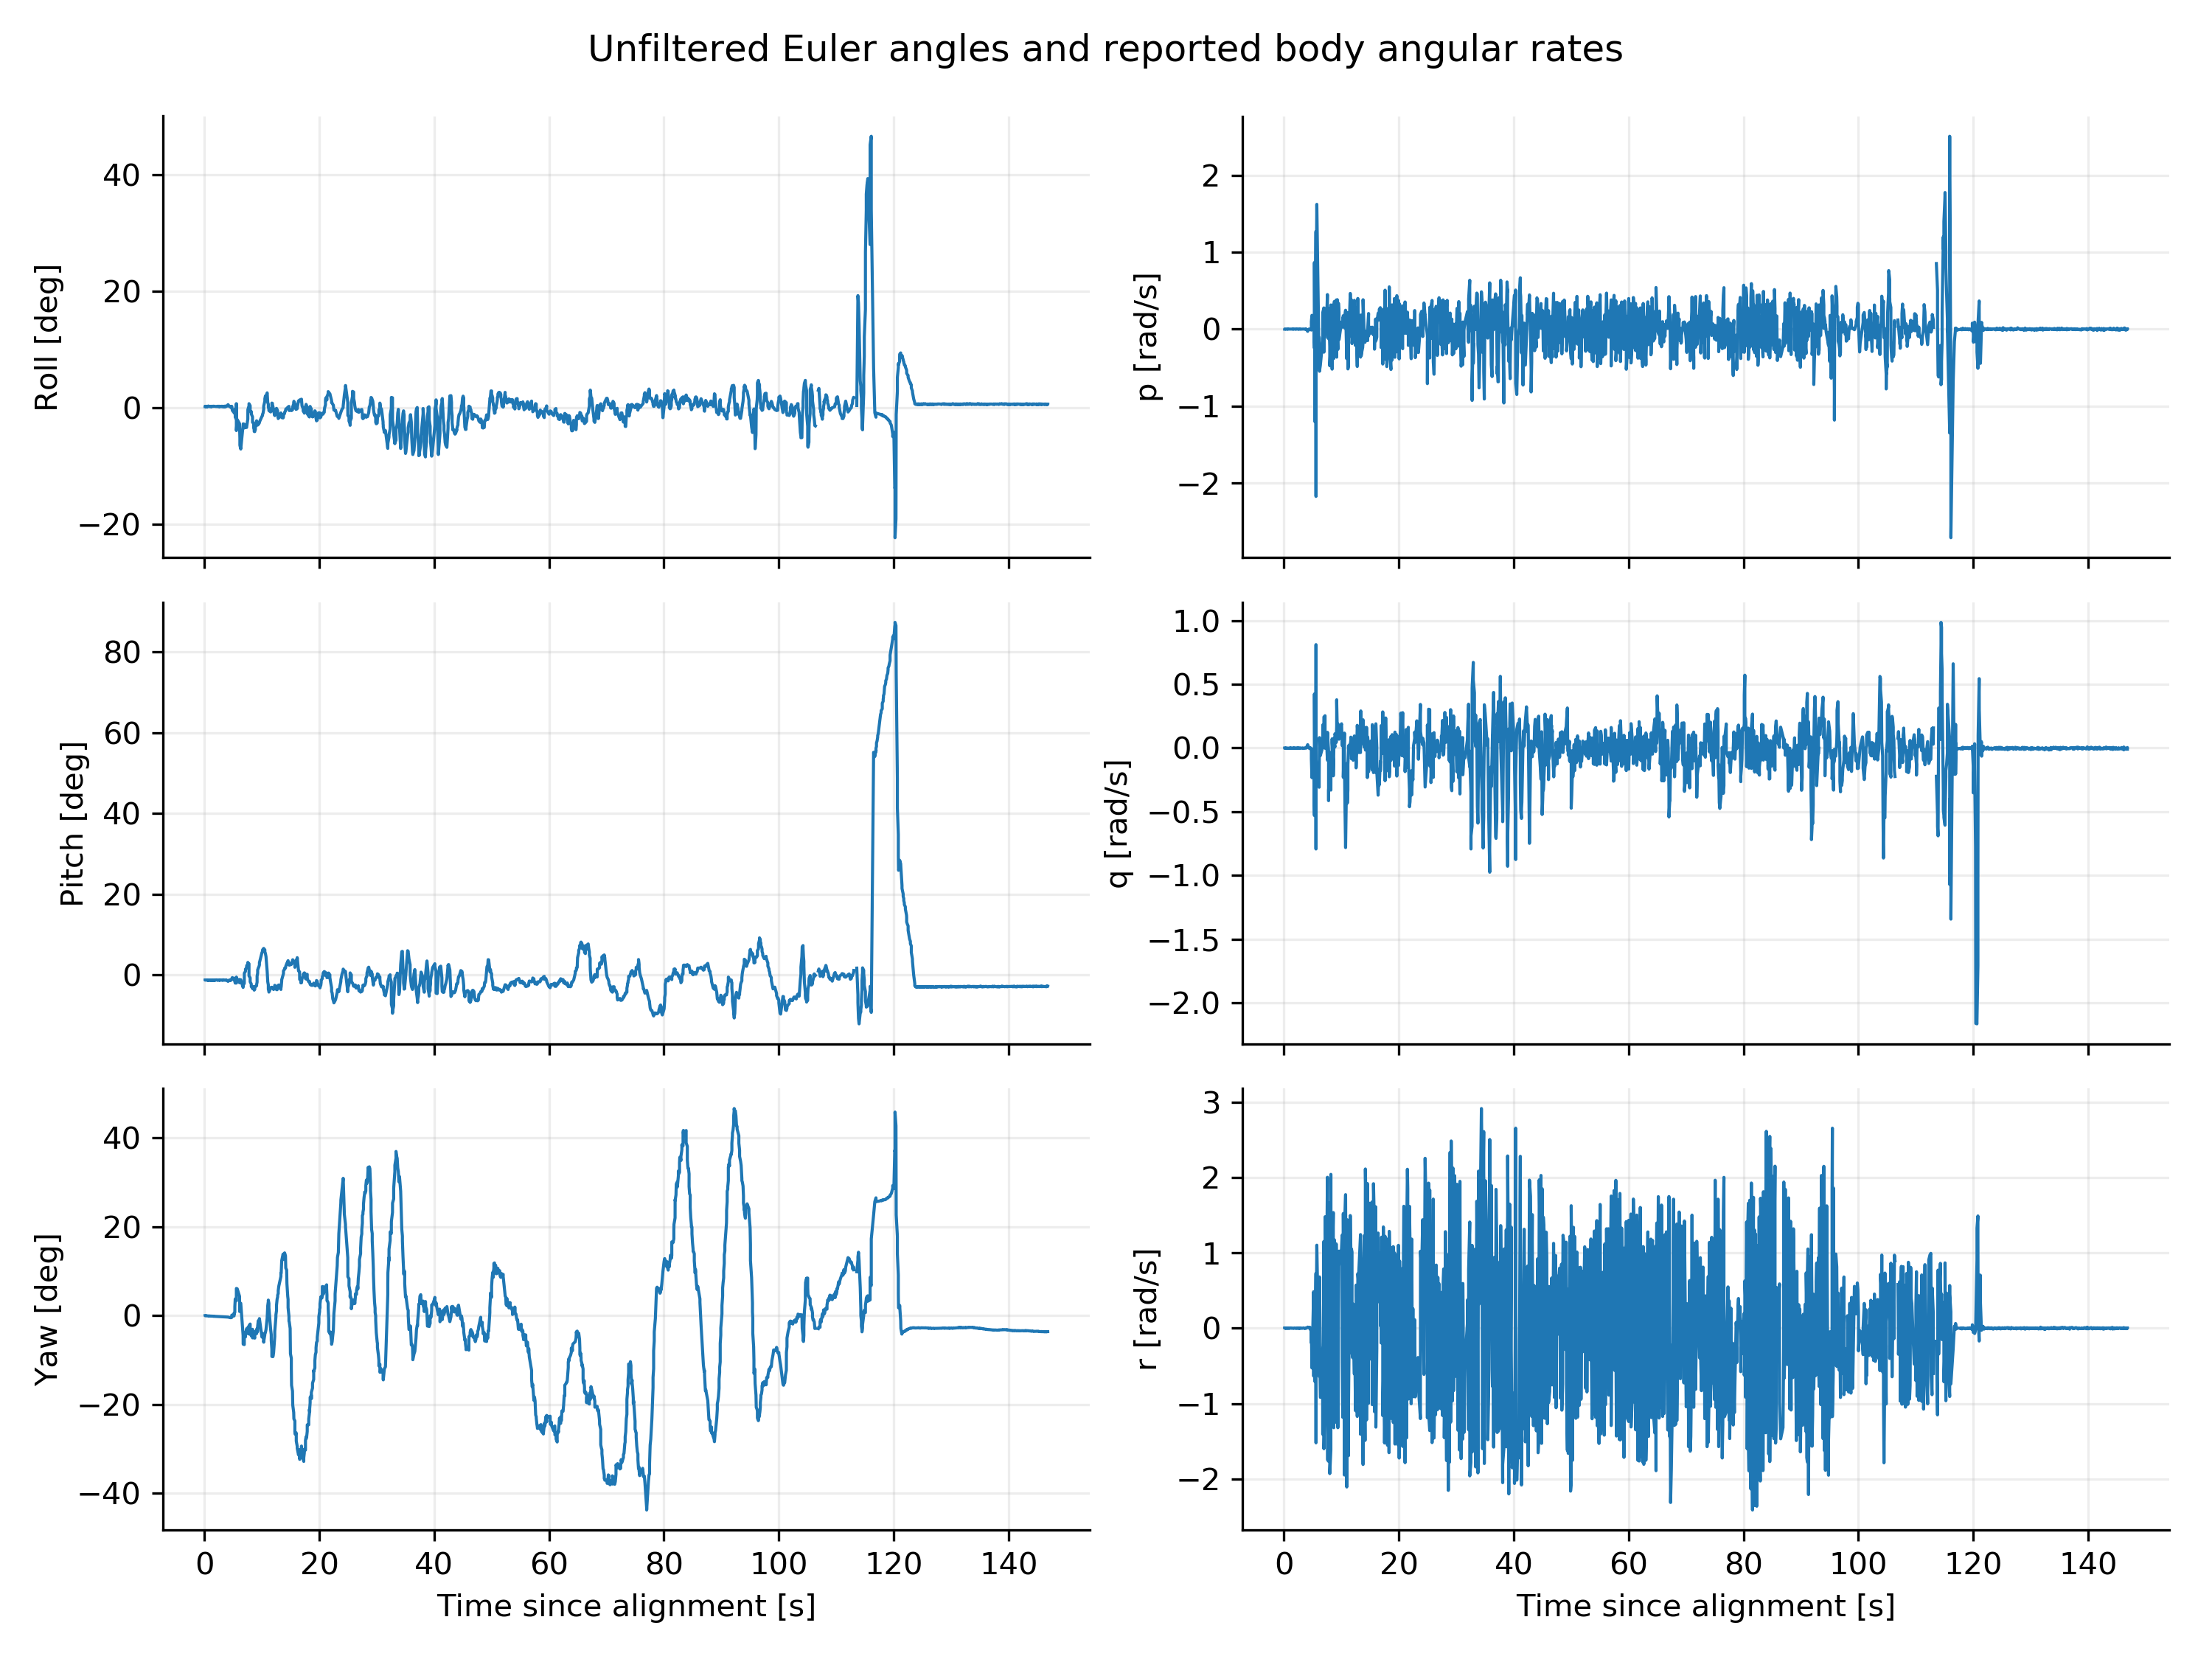 Unfiltered Euler angles and reported body angular rates
Roll [deg]
40
20
0
−20
p [rad/s]
2
1
0
−1
−2
Pitch [deg]
80
60
40
20
0
q [rad/s]
1.0
0.5
0.0
−0.5
−1.0
−1.5
−2.0
Yaw [deg]
40
20
0
−20
−40
0 20 40 60 80 100 120 140
Time since alignment [s]
r [rad/s]
3
2
1
0
−1
−2
0 20 40 60 80 100 120 140
Time since alignment [s]